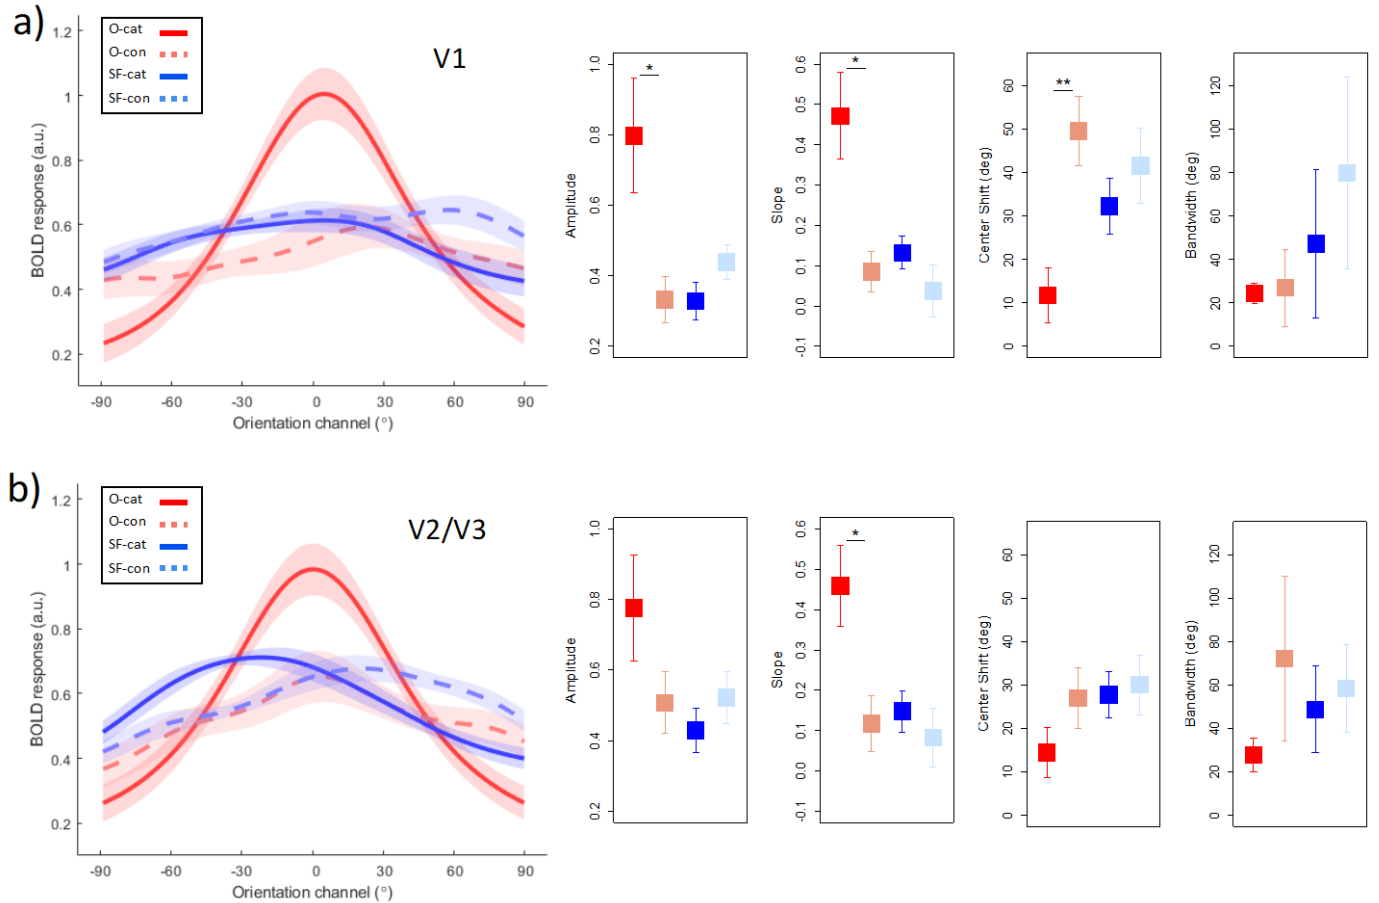 a)
V1
O-cat
O-con
SF-cat
SF-con
BOLD response (a.u.)
1.2
1
0.8
0.6
0.4
0.2
-90 -60 -30 0 30 60 90
Orientation channel (°)
Amplitude
1.0
0.8
0.6
0.4
0.2
*
Slope
0.6
0.5
0.4
0.3
0.2
0.1
0.0
-0.1
*
Center Shift (deg)
60
50
40
30
20
10
0
**
Bandwidth (deg)
120
100
80
60
40
20
0
b)
V2/V3
O-cat
O-con
SF-cat
SF-con
BOLD response (a.u.)
1.2
1
0.8
0.6
0.4
0.2
-90 -60 -30 0 30 60 90
Orientation channel (°)
Amplitude
1.0
0.8
0.6
0.4
0.2
Slope
0.6
0.5
0.4
0.3
0.2
0.1
0.0
-0.1
*
Center Shift (deg)
60
50
40
30
20
10
0
Bandwidth (deg)
120
100
80
60
40
20
0